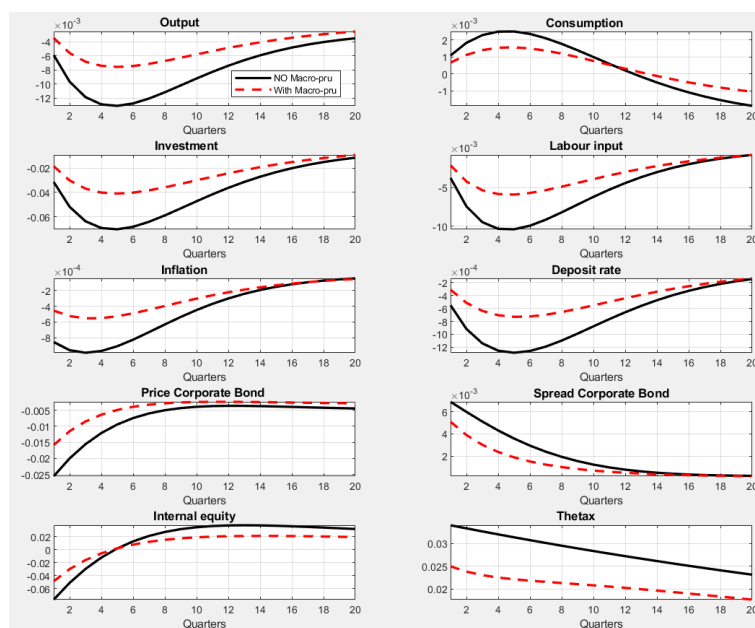 Output
×10-3
-4
-6
-8
-10
-12
NO Macro-pru
With Macro-pru
2 4 6 8 10 12 14 16 18 20
Quarters
Consumption
×10-3
2
1
0
-1
2 4 6 8 10 12 14 16 18 20
Quarters
Investment
-0.02
-0.04
-0.06
2 4 6 8 10 12 14 16 18 20
Quarters
Labour input
×10-3
-5
-10
2 4 6 8 10 12 14 16 18 20
Quarters
Inflation
×10-4
-2
-4
-6
-8
2 4 6 8 10 12 14 16 18 20
Quarters
Deposit rate
×10-4
-2
-4
-6
-8
-10
-12
2 4 6 8 10 12 14 16 18 20
Quarters
Price Corporate Bond
-0.005
-0.01
-0.015
-0.02
-0.025
2 4 6 8 10 12 14 16 18 20
Quarters
Spread Corporate Bond
×10-3
6
4
2
2 4 6 8 10 12 14 16 18 20
Quarters
Internal equity
0.02
0
-0.02
-0.04
-0.06
2 4 6 8 10 12 14 16 18 20
Quarters
Thetax
0.03
0.025
0.02
2 4 6 8 10 12 14 16 18 20
Quarters